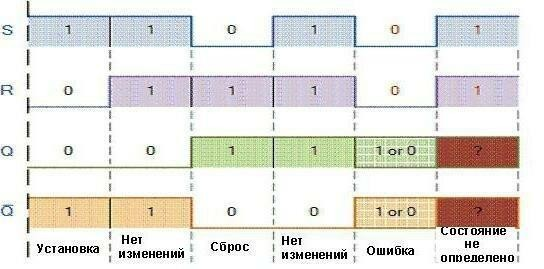 S 1 1 0 1 0 1
R 0 1 1 1 0 1
Q 0 0 1 1 1 or 0 ?
Q̅ 1 1 0 0 1 or 0 ?
Установка
Нет
изменений
Сброс
Нет
изменений
Ошибка
Состояние
не
определено